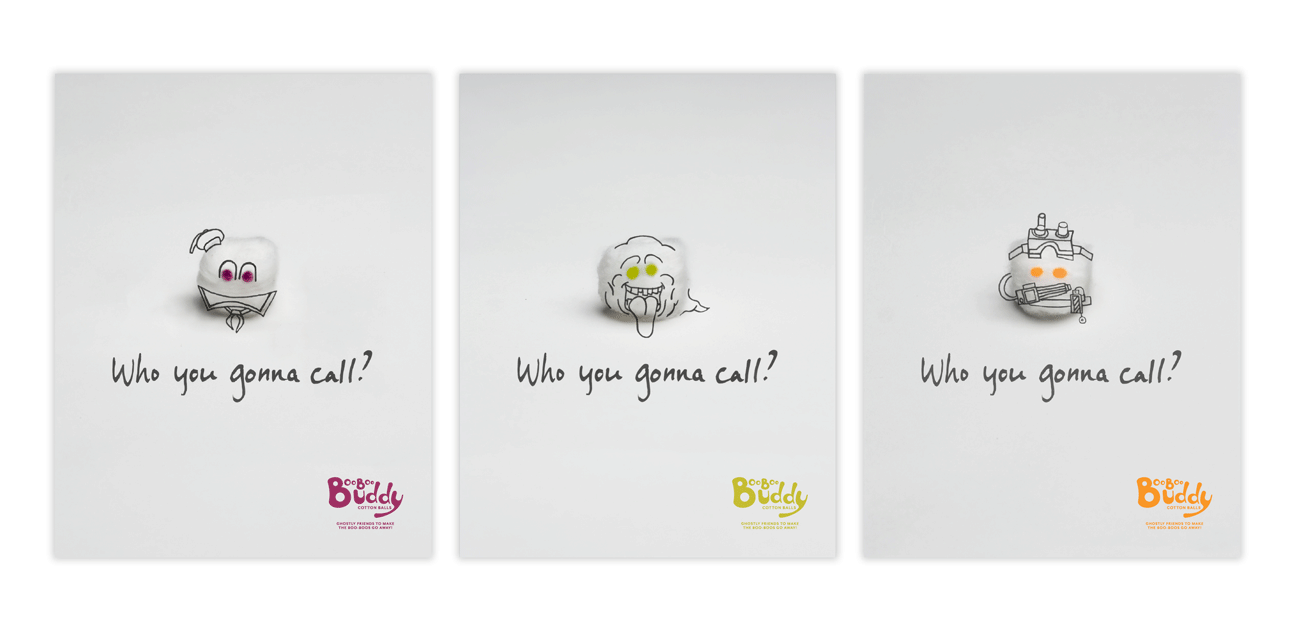 Who you gonna call?
BooBoo
Buddy
COTTON BALLS
GHOSTLY FRIENDS TO MAKE
THE BOO BOOS GO AWAY!
Who you gonna call?
BooBoo
Buddy
COTTON BALLS
GHOSTLY FRIENDS TO MAKE
THE BOO BOOS GO AWAY!
Who you gonna call?
BooBoo
Buddy
COTTON BALLS
GHOSTLY FRIENDS TO MAKE
THE BOO BOOS GO AWAY!